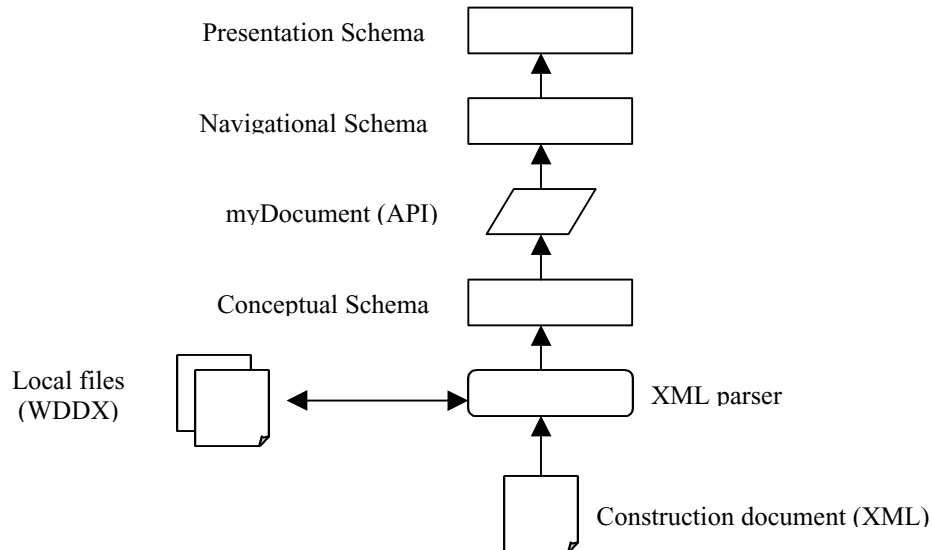 Presentation Schema
Navigational Schema
myDocument (API)
Conceptual Schema
Local files
(WDDX)
XML parser
Construction document (XML)